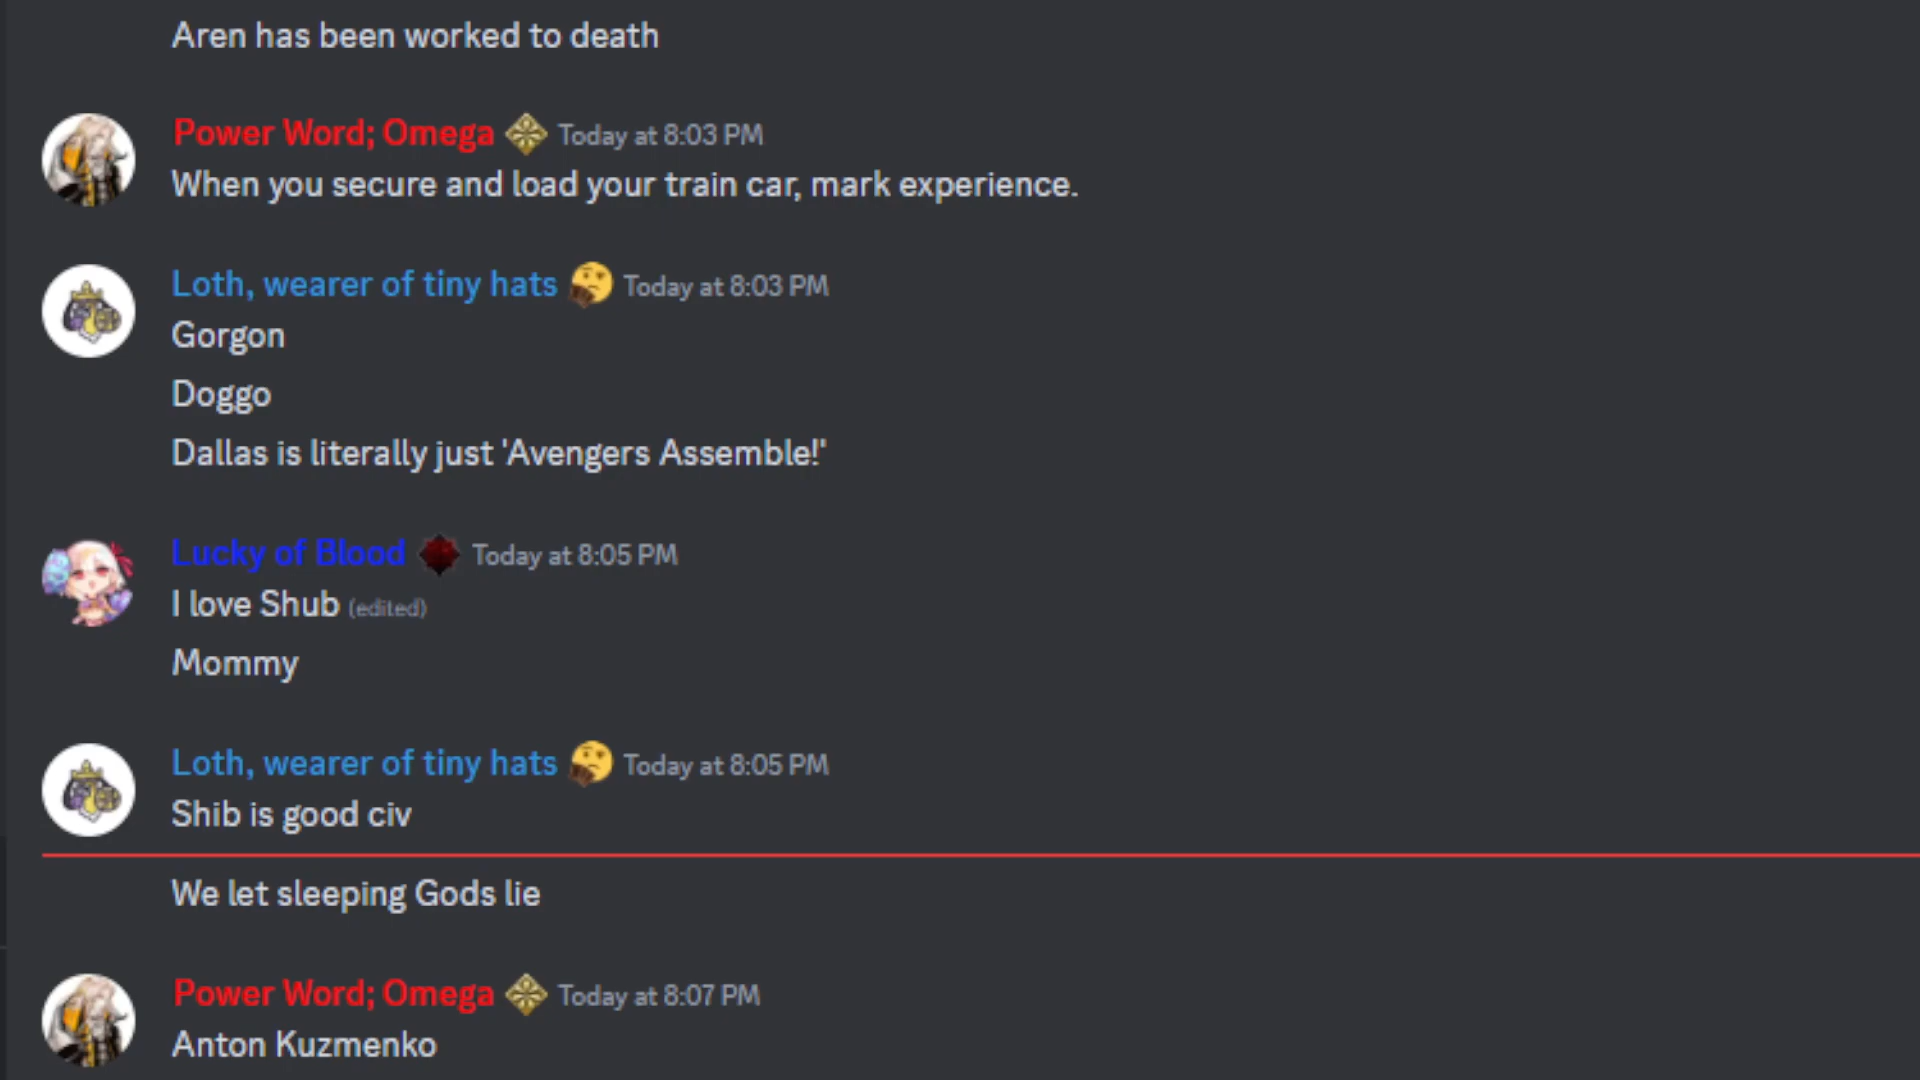 Aren has been worked to death
Power Word; Omega Today at 8:03 PM
When you secure and load your train car, mark experience.
Loth, wearer of tiny hats Today at 8:03 PM
Gorgon
Doggo
Dallas is literally just 'Avengers Assemble!'
Lucky of Blood Today at 8:05 PM
I love Shub (edited)
Mommy
Loth, wearer of tiny hats Today at 8:05 PM
Shib is good civ
We let sleeping Gods lie
Power Word; Omega Today at 8:07 PM
Anton Kuzmenko